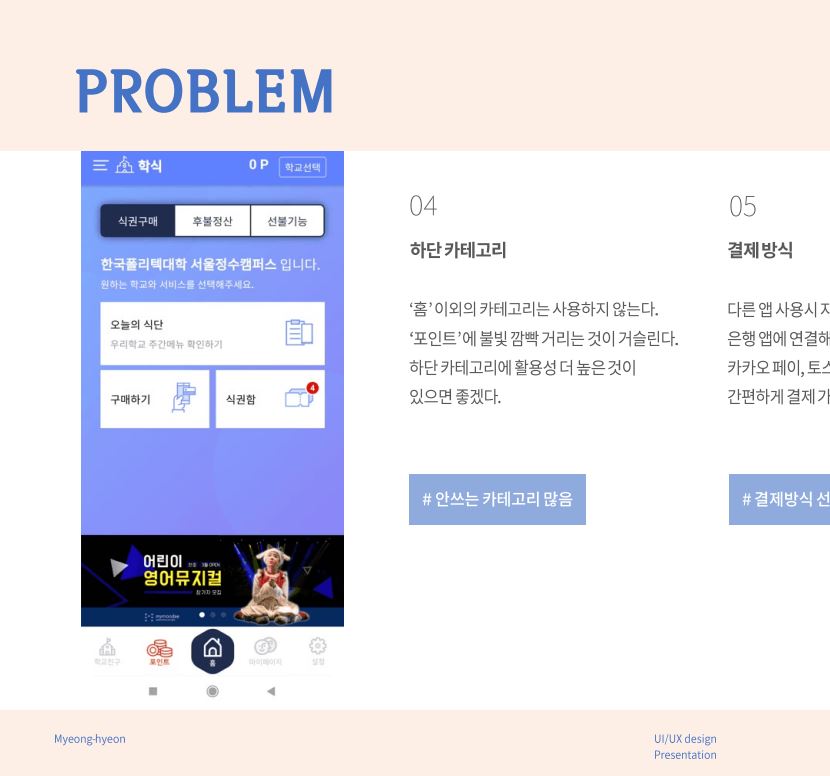 PROBLEM
학식
0 P
학교선택
식권구매
후불정산
선불기능
한국폴리텍대학 서울정수캠퍼스 입니다.
원하는 학교와 서비스를 선택해주세요.
오늘의 식단
우리학교 주간메뉴 확인하기
구매하기
식권함
4
어린이
3월 OPEN
영어뮤지컬
참가자 모집
학교친구
포인트
홈
마이페이지
설정
04
하단 카테고리
‘홈’ 이외의 카테고리는 사용하지 않는다.
‘포인트’에 불빛 깜빡 거리는 것이 거슬린다.
하단 카테고리에 활용성 더 높은 것이
있으면 좋겠다.
# 안쓰는 카테고리 많음
05
결제 방식
다른 앱 사용시
은행 앱에 연결해
카카오 페이, 토스
간편하게 결제 가
# 결제방식 선
Myeong-hyeon
UI/UX design
Presentation